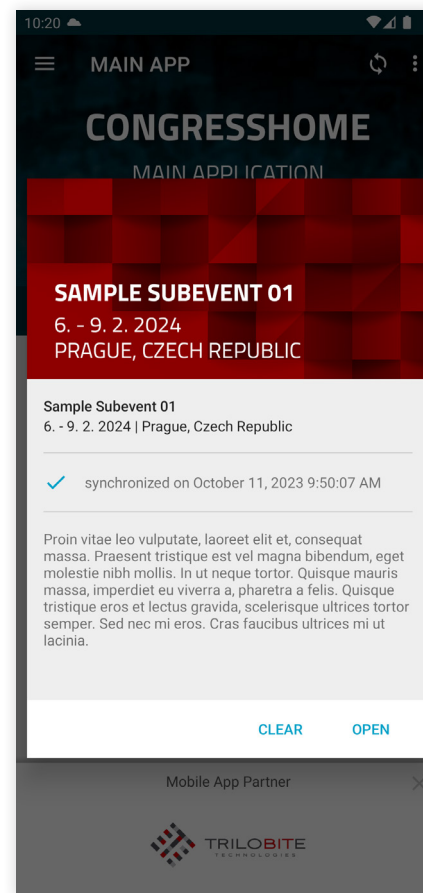 10:20
MAIN APP
CONGRESSHOME
MAIN APPLICATION
SAMPLE SUBEVENT 01
6. - 9. 2. 2024
PRAGUE, CZECH REPUBLIC
Sample Subevent 01
6. - 9. 2. 2024 | Prague, Czech Republic
synchronized on October 11, 2023 9:50:07 AM
Proin vitae leo vulputate, laoreet elit et, consequat
massa. Praesent tristique est vel magna bibendum, eget
molestie nibh mollis. In ut neque tortor. Quisque mauris
massa, imperdiet eu viverra a, pharetra a felis. Quisque
tristique eros et lectus gravida, scelerisque ultrices tortor
semper. Sed nec mi eros. Cras faucibus ultrices mi ut
lacinia.
CLEAR OPEN
Mobile App Partner
TRILOBITE
TECHNOLOGIES